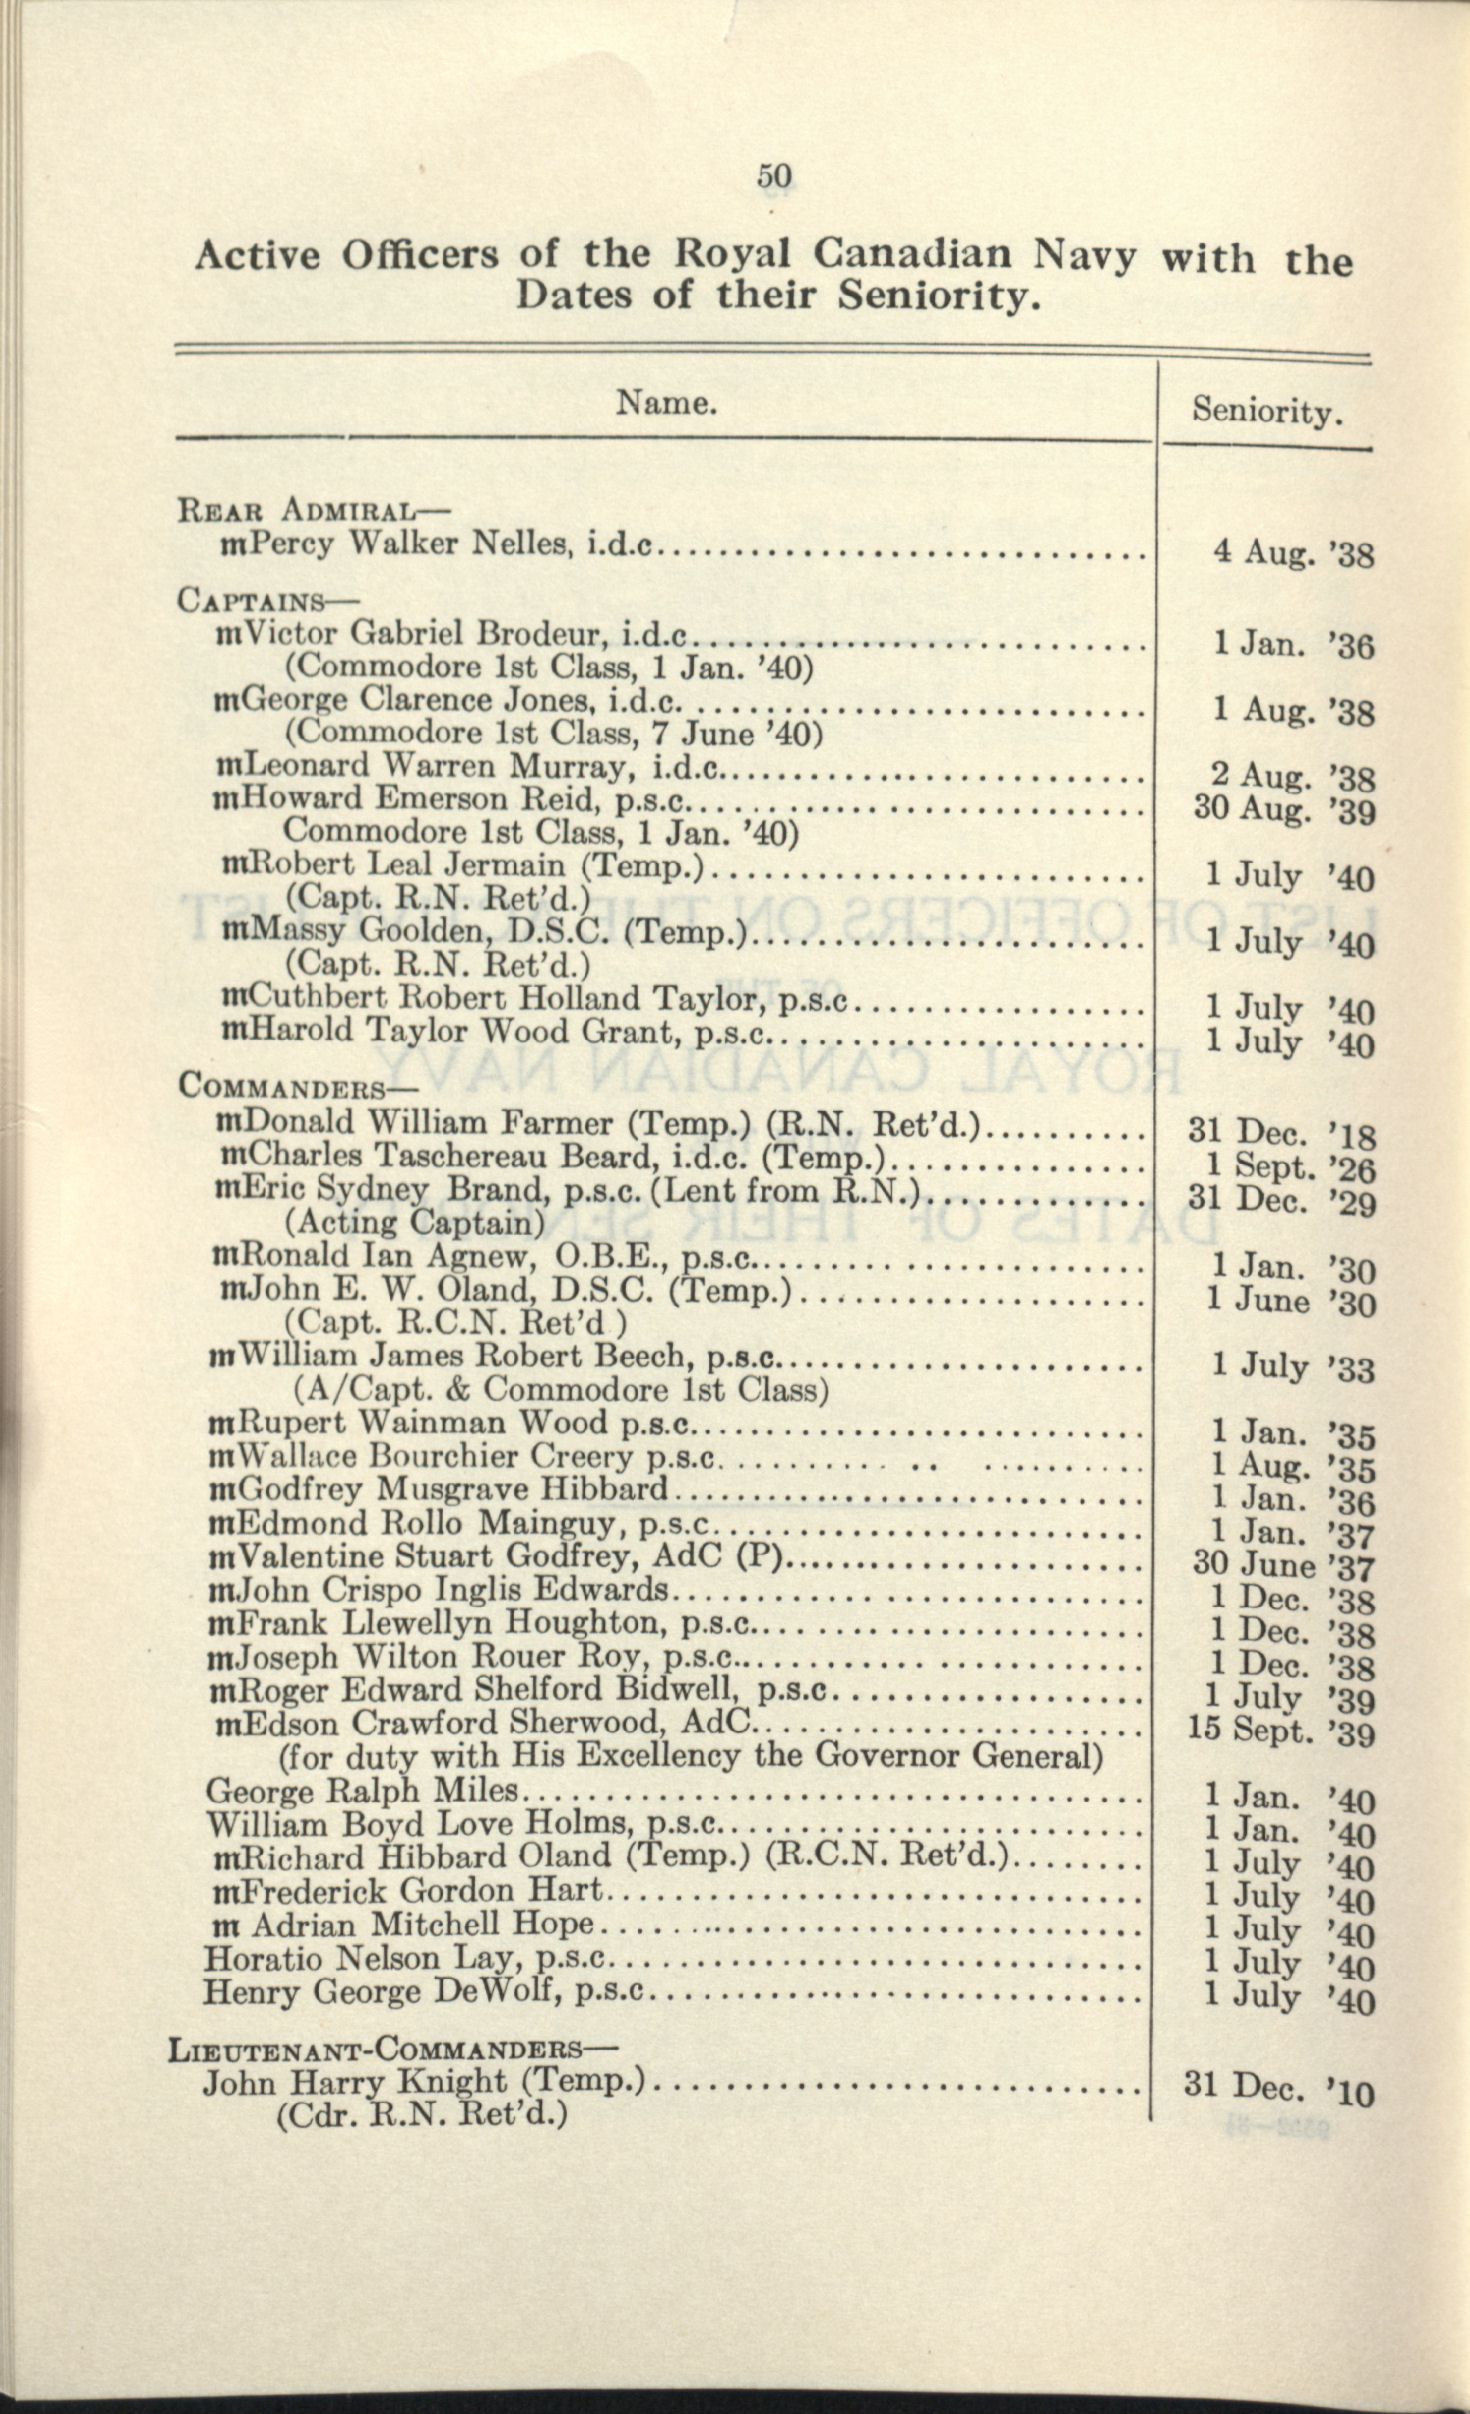 50
Active Officers of the Royal Canadian Navy with the
Dates of their Seniority.
Name. Seniority.
REAR ADMIRAL—
mPercy Walker Nelles, i.d.c. 4 Aug. '38
CAPTAINS—
mVictor Gabriel Brodeur, i.d.c. 1 Jan. '36
(Commodore 1st Class, 1 Jan. '40)
mGeorge Clarence Jones, i.d.c. 1 Aug. '38
(Commodore 1st Class, 7 June '40)
mLeonard Warren Murray, i.d.c. 2 Aug. '38
mHoward Emerson Reid, p.s.c. 30 Aug. '39
Commodore 1st Class, 1 Jan. '40)
mRobert Leal Jermain (Temp.) 1 July '40
(Capt. R.N. Ret'd.)
mMassy Goolden, D.S.C. (Temp.) 1 July '40
(Capt. R.N. Ret'd.)
mCuthbert Robert Holland Taylor, p.s.c. 1 July '40
mHarold Taylor Wood Grant, p.s.c. 1 July '40
COMMANDERS—
mDonald William Farmer (Temp.) (R.N. Ret'd.) 31 Dec. '18
mCharles Taschereau Beard, i.d.c. (Temp.) 1 Sept. '26
mEric Sydney Brand, p.s.c. (Lent from R.N.) 31 Dec. '29
(Acting Captain)
mRonald Ian Agnew, O.B.E., p.s.c. 1 Jan. '30
mJohn E. W. Oland, D.S.C. (Temp.) 1 June '30
(Capt. R.C.N. Ret'd )
mWilliam James Robert Beech, p.s.c. 1 July '33
(A/Capt. & Commodore 1st Class)
mRupert Wainman Wood p.s.c. 1 Jan. '35
mWallace Bourchier Creery p.s.c. 1 Aug. '35
mGodfrey Musgrave Hibbard 1 Jan. '36
mEdmond Rollo Mainguy, p.s.c. 1 Jan. '37
mValentine Stuart Godfrey, AdC (P) 30 June '37
mJohn Crispo Inglis Edwards 1 Dec. '38
mFrank Llewellyn Houghton, p.s.c. 1 Dec. '38
mJoseph Wilton Rouer Roy, p.s.c. 1 Dec. '38
mRoger Edward Shelford Bidwell, p.s.c. 1 July '39
mEdson Crawford Sherwood, AdC. 15 Sept. '39
(for duty with His Excellency the Governor General)
George Ralph Miles 1 Jan. '40
William Boyd Love Holms, p.s.c. 1 Jan. '40
mRichard Hibbard Oland (Temp.) (R.C.N. Ret'd.) 1 July '40
mFrederick Gordon Hart 1 July '40
m Adrian Mitchell Hope 1 July '40
Horatio Nelson Lay, p.s.c. 1 July '40
Henry George DeWolf, p.s.c. 1 July '40
LIEUTENANT-COMMANDERS—
John Harry Knight (Temp.) 31 Dec. '10
(Cdr. R.N. Ret'd.)